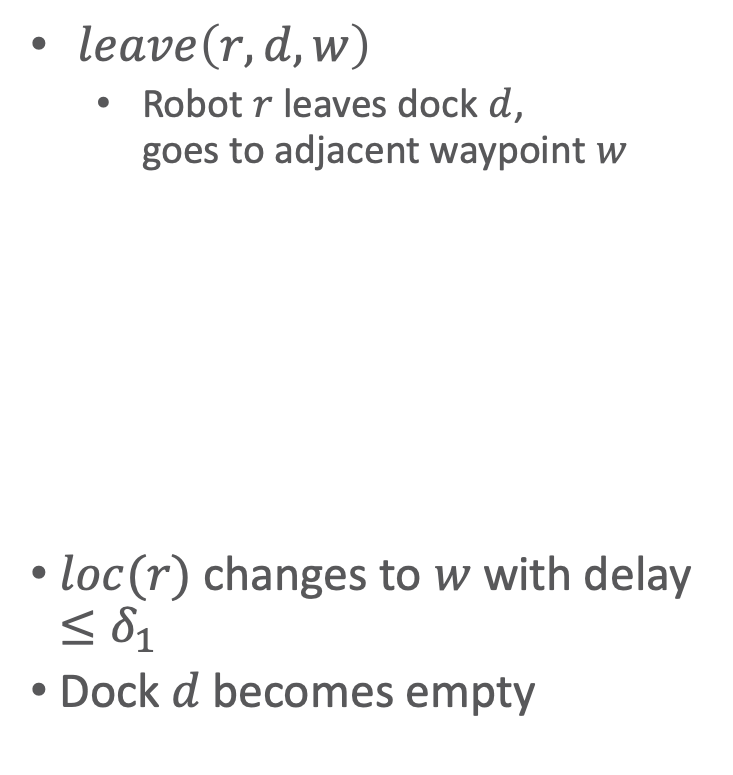 • leave(r, d, w)
• Robot r leaves dock d,
goes to adjacent waypoint w
• loc(r) changes to w with delay
≤ δ₁
• Dock d becomes empty